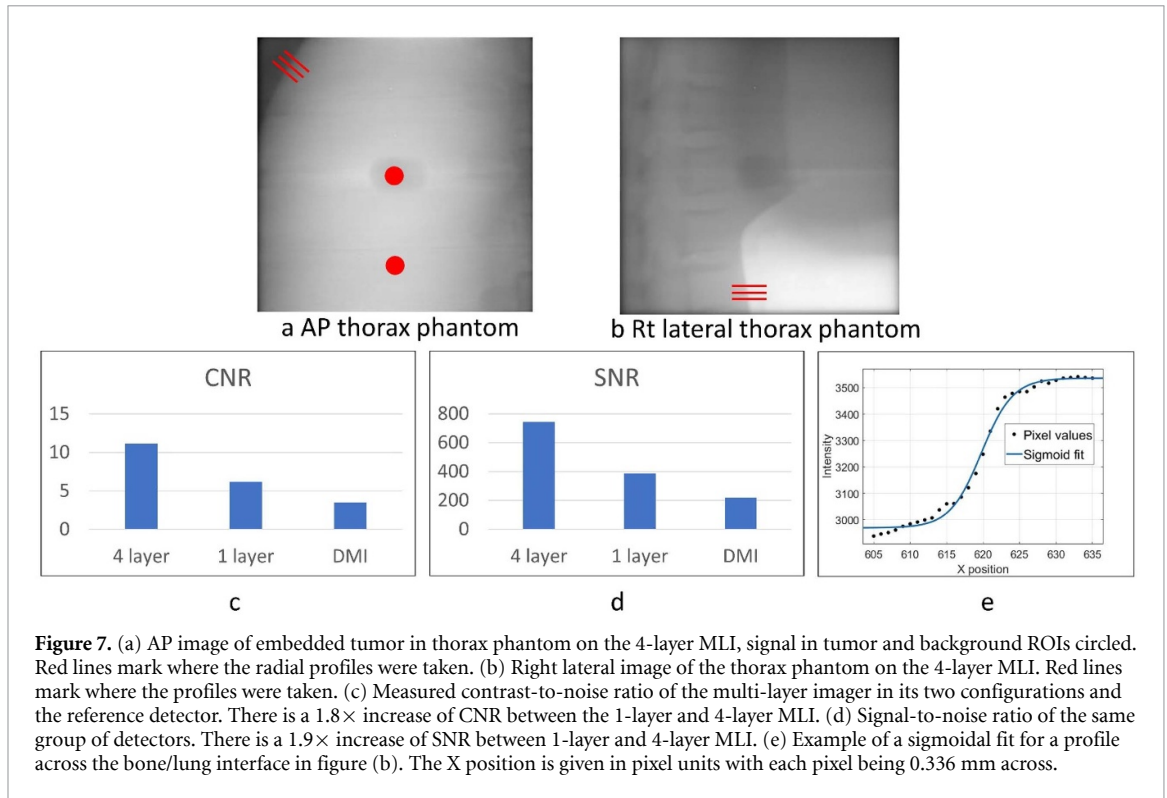 a AP thorax phantom
b Rt lateral thorax phantom
CNR
15
10
5
0
4 layer 1 layer DMI
c
SNR
800
600
400
200
0
4 layer 1 layer DMI
d
3500
3400
3300
3200
3100
3000
Intensity
Pixel values
Sigmoid fit
605 610 615 620 625 630 635
X position
e
Figure 7. (a) AP image of embedded tumor in thorax phantom on the 4-layer MLI, signal in tumor and background ROIs circled.
Red lines mark where the radial profiles were taken. (b) Right lateral image of the thorax phantom on the 4-layer MLI. Red lines
mark where the profiles were taken. (c) Measured contrast-to-noise ratio of the multi-layer imager in its two configurations and
the reference detector. There is a 1.8× increase of CNR between the 1-layer and 4-layer MLI. (d) Signal-to-noise ratio of the same
group of detectors. There is a 1.9× increase of SNR between 1-layer and 4-layer MLI. (e) Example of a sigmoidal fit for a profile
across the bone/lung interface in figure (b). The X position is given in pixel units with each pixel being 0.336 mm across.